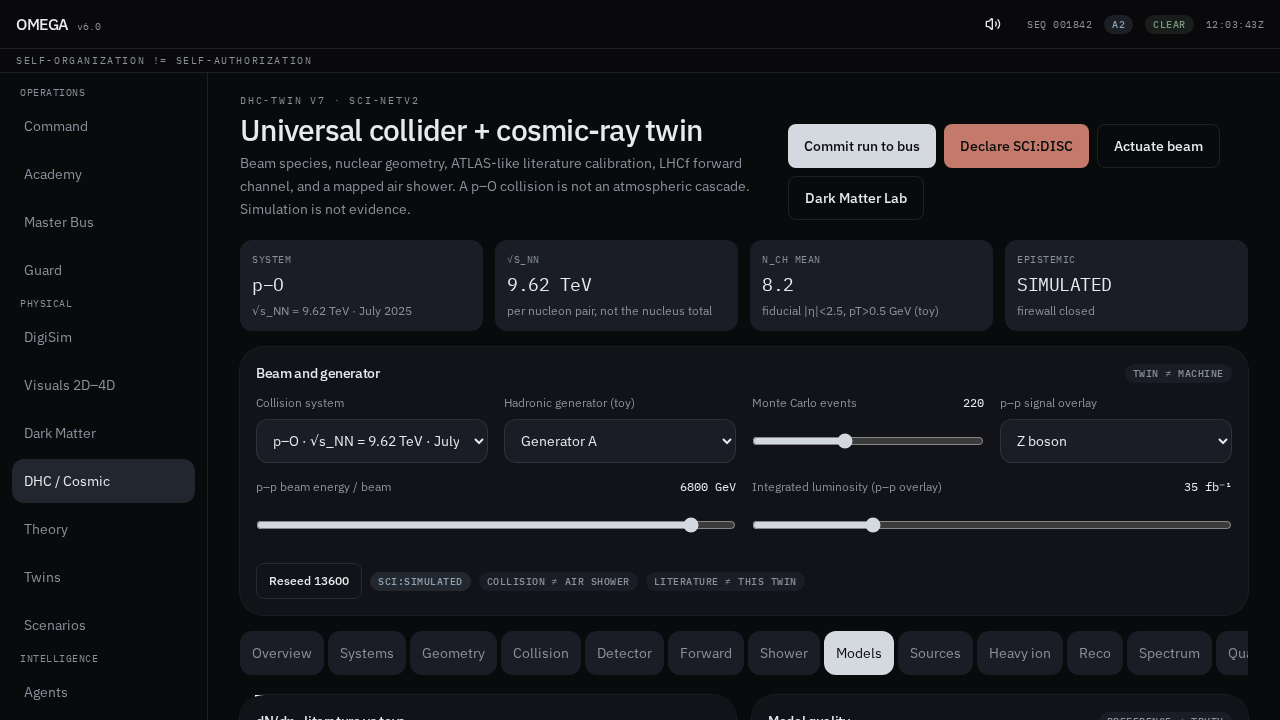 OMEGA v6.0
SEQ 001842 A2 CLEAR 12:03:43Z
SELF-ORGANIZATION != SELF-AUTHORIZATION
OPERATIONS
Command
Academy
Master Bus
Guard
PHYSICAL
DigiSim
Visuals 2D–4D
Dark Matter
DHC / Cosmic
Theory
Twins
Scenarios
INTELLIGENCE
Agents
DHC-TWIN V7 · SCI-NETV2
Universal collider + cosmic-ray twin
Beam species, nuclear geometry, ATLAS-like literature calibration, LHCf forward
channel, and a mapped air shower. A p–O collision is not an atmospheric cascade.
Simulation is not evidence.
Commit run to bus
Declare SCI:DISC
Actuate beam
Dark Matter Lab
SYSTEM
p–O
√s_NN = 9.62 TeV · July 2025
√S_NN
9.62 TeV
per nucleon pair, not the nucleus total
N_CH MEAN
8.2
fiducial |η|<2.5, pT>0.5 GeV (toy)
EPISTEMIC
SIMULATED
firewall closed
Beam and generator
TWIN ≠ MACHINE
Collision system
p–O · √s_NN = 9.62 TeV · July
Hadronic generator (toy)
Generator A
Monte Carlo events 220
p–p signal overlay
Z boson
p–p beam energy / beam 6800 GeV
Integrated luminosity (p–p overlay) 35 fb⁻¹
Reseed 13600
SCI:SIMULATED
COLLISION ≠ AIR SHOWER
LITERATURE ≠ THIS TWIN
Overview Systems Geometry Collision Detector Forward Shower Models Sources Heavy ion Reco Spectrum